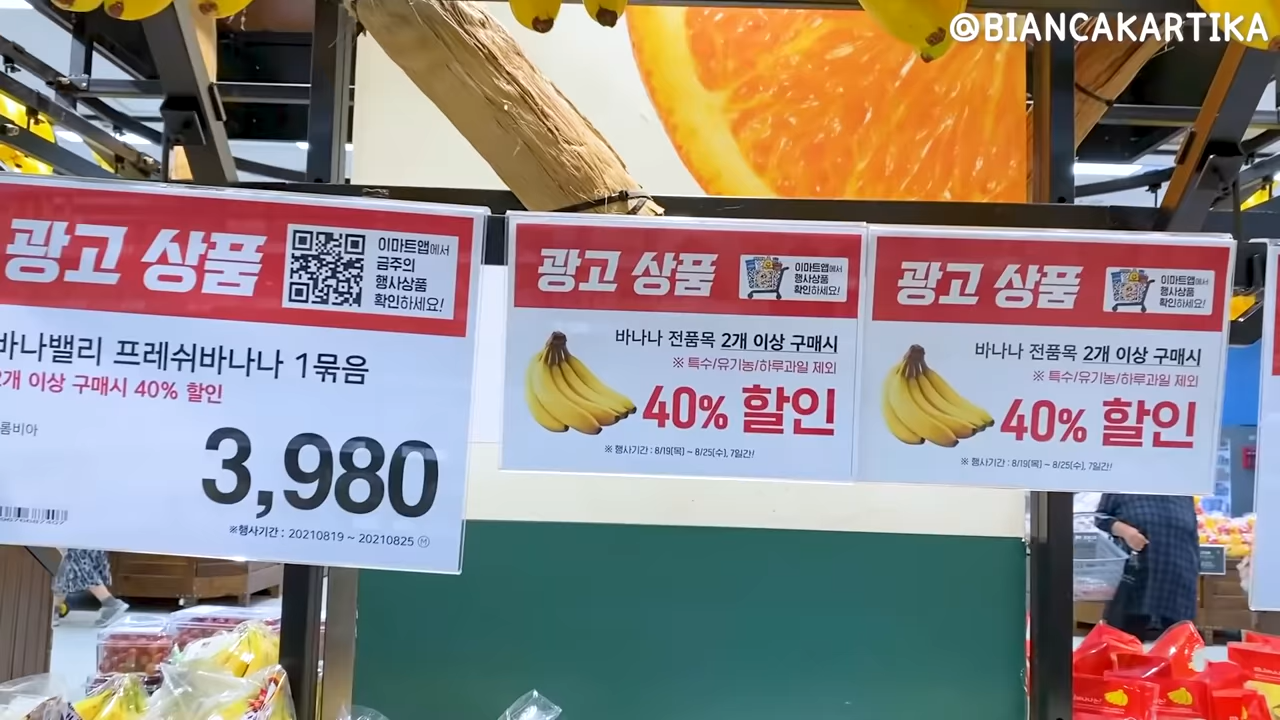 ©BIANCAKARTIKA
광고 상품
이마트앱에서
금주의
행사상품
확인하세요!
바나밸리 프레쉬바나나 1묶음
2개 이상 구매시 40% 할인
롬비아
3,980
※행사기간 : 20210819 ~ 20210825 Ⓜ
광고 상품
이마트앱에서
행사상품
확인하세요!
바나나 전품목 2개 이상 구매시
※ 특수/유기농/하루과일 제외
40% 할인
※ 행사기간 : 8/19(목) ~ 8/25(수), 7일간!
광고 상품
이마트앱에서
행사상품
확인하세요!
바나나 전품목 2개 이상 구매시
※ 특수/유기농/하루과일 제외
40% 할인
※ 행사기간 : 8/19(목) ~ 8/25(수), 7일간!